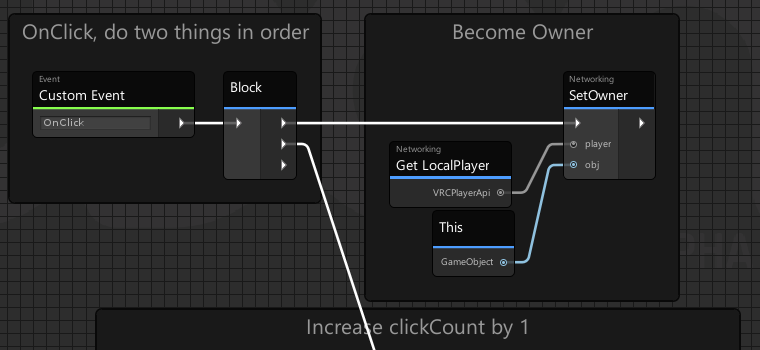 OnClick, do two things in order
Event
Custom Event
OnClick
Block
Become Owner
Networking
SetOwner
player
obj
Networking
Get LocalPlayer
VRCPlayerApi
This
GameObject
Increase clickCount by 1